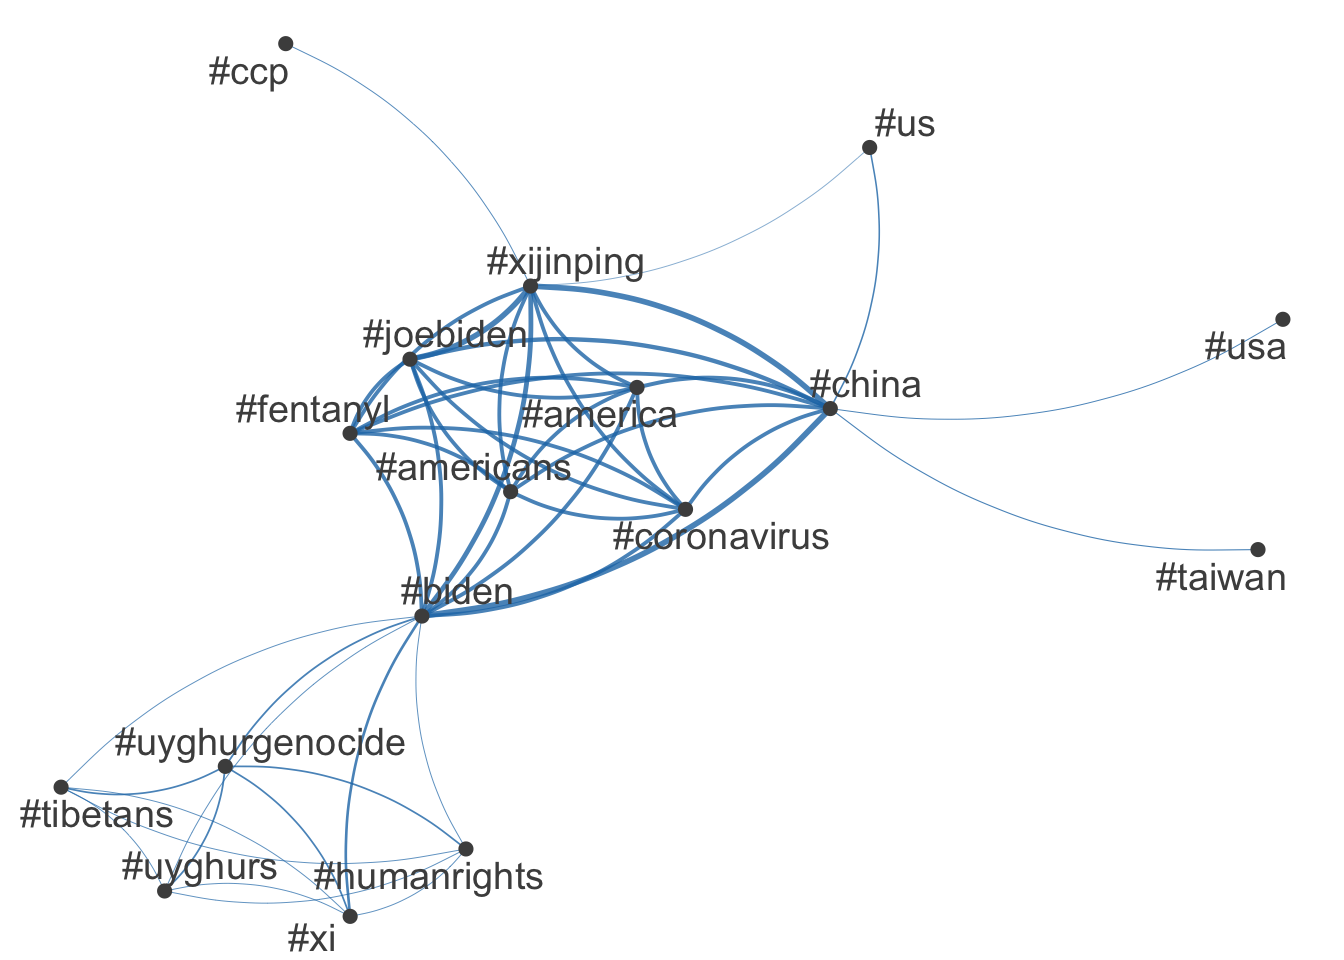 #ccp
#us
#xijinping
#joebiden
#usa
#china
#fentanyl
#america
#americans
#coronavirus
#taiwan
#biden
#uyghurgenocide
#tibetans
#uyghurs
#humanrights
#xi